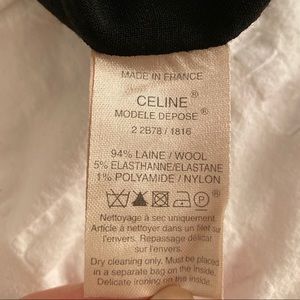 MADE IN FRANCE
CELINE®
MODELE DEPOSE®
2 2B78 / 1816
94% LAINE / WOOL
5% ELASTHANNE/ELASTANE
1% POLYAMIDE / NYLON
P
Nettoyage à sec uniquement
Article à nettoyer dans un filet sur
l'envers. Repassage délicat
sur l'envers.
Dry cleaning only. Must be placed
in a separate bag on the inside.
Delicate ironing on the inside.